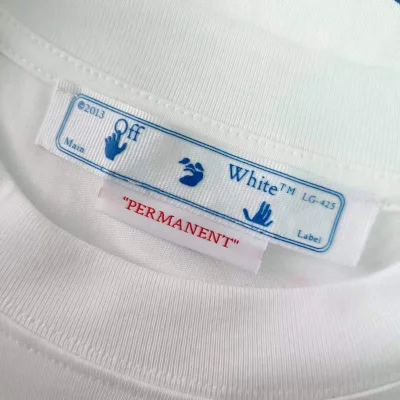 ©2013
Off
White™ LG-425
Main
Label
"PERMANENT"